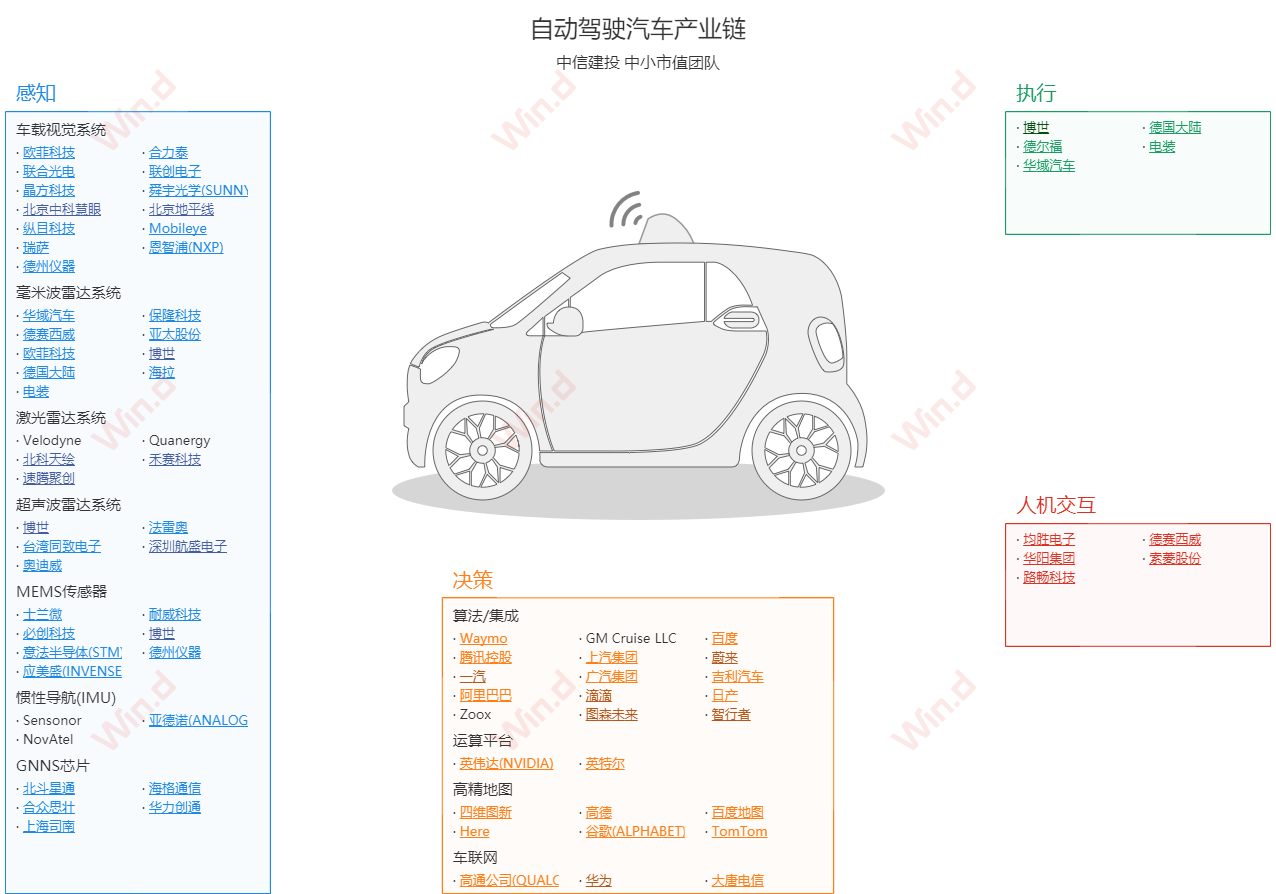 自动驾驶汽车产业链
中信建投 中小市值团队
感知
车载视觉系统
· 欧菲科技 · 合力泰
· 联合光电 · 联创电子
· 晶方科技 · 舜宇光学(SUNNY
· 北京中科慧眼 · 北京地平线
· 纵目科技 · Mobileye
· 瑞萨 · 恩智浦(NXP)
· 德州仪器
毫米波雷达系统
· 华域汽车 · 保隆科技
· 德赛西威 · 亚太股份
· 欧菲科技 · 博世
· 德国大陆 · 海拉
· 电装
激光雷达系统
· Velodyne · Quanergy
· 北科天绘 · 禾赛科技
· 速腾聚创
超声波雷达系统
· 博世 · 法雷奥
· 台湾同致电子 · 深圳航盛电子
· 奥迪威
MEMS传感器
· 士兰微 · 耐威科技
· 必创科技 · 博世
· 意法半导体(STM) · 德州仪器
· 应美盛(INVENSE
惯性导航(IMU)
· Sensonor · 亚德诺(ANALOG
· NovAtel
GNNS芯片
· 北斗星通 · 海格通信
· 合众思壮 · 华力创通
· 上海司南
决策
算法/集成
· Waymo · GM Cruise LLC · 百度
· 腾讯控股 · 上汽集团 · 蔚来
· 一汽 · 广汽集团 · 吉利汽车
· 阿里巴巴 · 滴滴 · 日产
· Zoox · 图森未来 · 智行者
运算平台
· 英伟达(NVIDIA) · 英特尔
高精地图
· 四维图新 · 高德 · 百度地图
· Here · 谷歌(ALPHABET) · TomTom
车联网
· 高通公司(QUALC · 华为 · 大唐电信
执行
· 博世 · 德国大陆
· 德尔福 · 电装
· 华域汽车
人机交互
· 均胜电子 · 德赛西威
· 华阳集团 · 索菱股份
· 路畅科技
Win.d
Win.d
Win.d
Win.d
Win.d
Win.d
Win.d
Win.d
Win.d